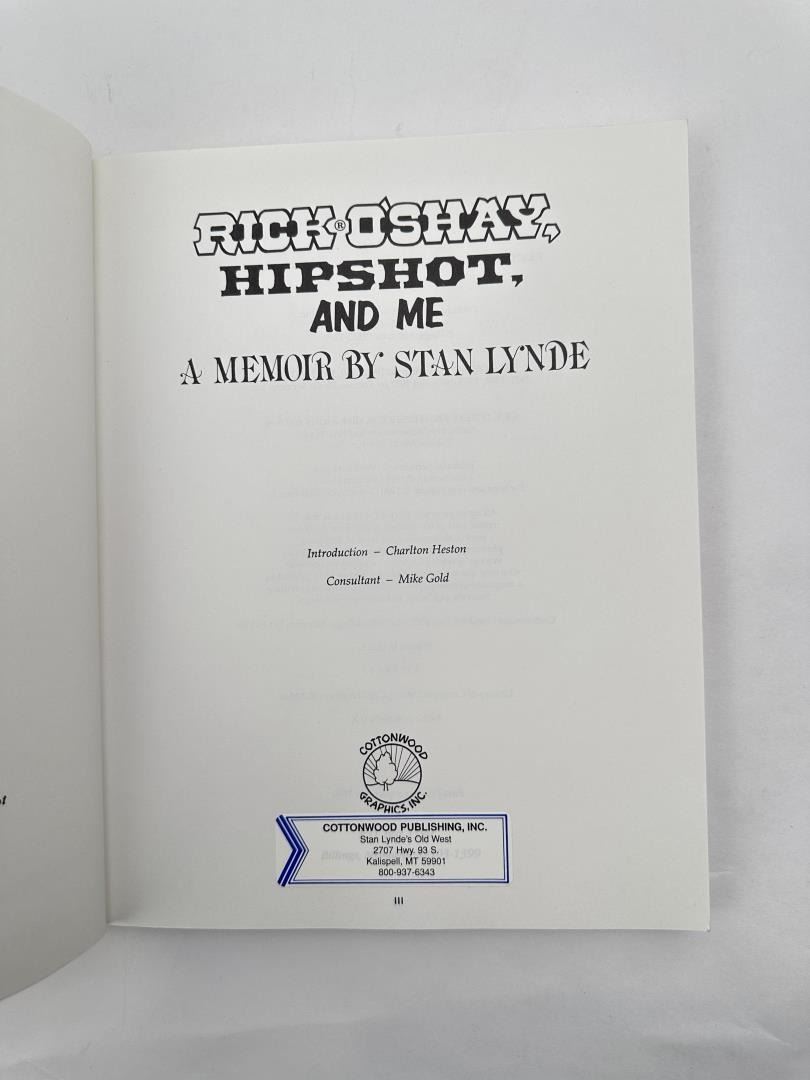 RICK® O'SHAY,
HIPSHOT,
AND ME
A MEMOIR BY STAN LYNDE
Introduction – Charlton Heston
Consultant – Mike Gold
COTTONWOOD
GRAPHICS, INC.
COTTONWOOD PUBLISHING, INC.
Stan Lynde's Old West
2707 Hwy. 93 S.
Kalispell, MT 59901
800-937-6343
III